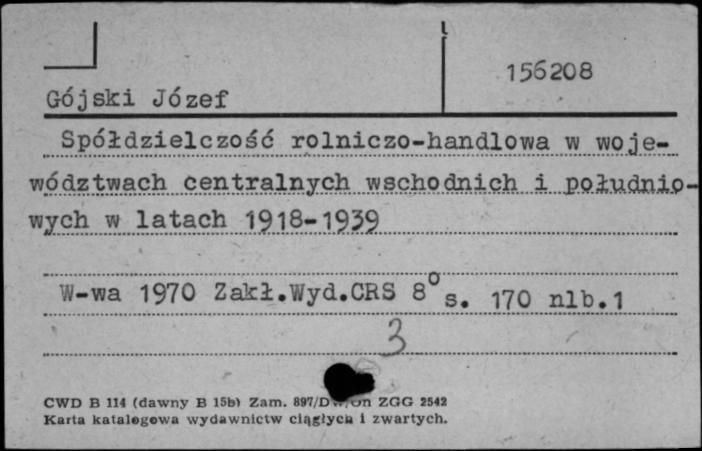 156208
Gójski Józef
Spółdzielczość rolniczo-handlowa w woje-
wództwach centralnych wschodnich i południo-
wych w latach 1918-1939
W-wa 1970 Zakł.Wyd.CRS 8° s. 170 nlb.1
3
CWD B 114 (dawny B 15b) Zam. ZGG 2542
Karta katalogowa wydawnictw ciągłych i zwartych.